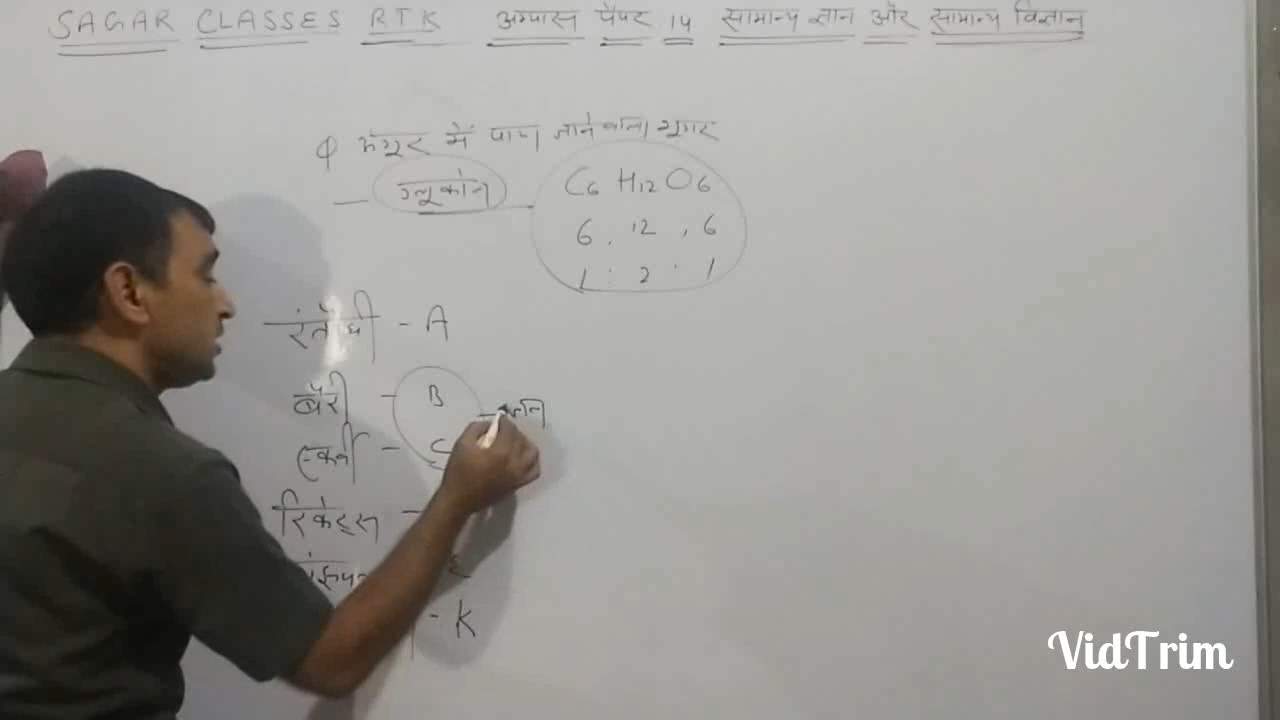 SAGAR CLASSES RTK अभ्यास पेपर 14 सामान्य ज्ञान और सामान्य विज्ञान
Q अंगूर में पाए जाने वाला शूगर
— ग्लूकोज C6 H12 O6
6 , 12 , 6
1 : 2 : 1
रंतौंधी - A
बैरी - B
स्कर्वी - C
रिकेट्स -
E
- K
VidTrim